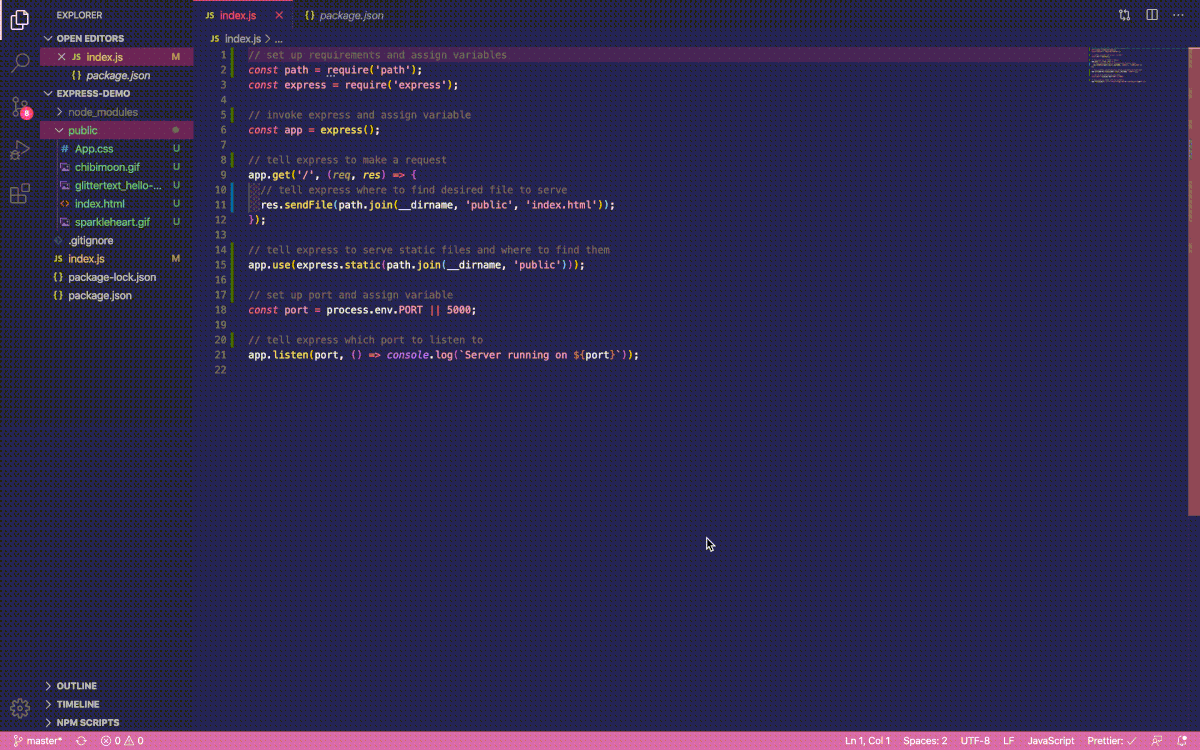 EXPLORER
OPEN EDITORS
JS index.js M
{} package.json
EXPRESS-DEMO
node_modules
public
# App.css U
chibimoon.gif U
glittertext_hello-... U
<> index.html U
sparkleheart.gif U
.gitignore
JS index.js M
{} package-lock.json
{} package.json
OUTLINE
TIMELINE
NPM SCRIPTS
8
JS index.js × {} package.json
JS index.js > ...
1 // set up requirements and assign variables
2 const path = require('path');
3 const express = require('express');
4
5 // invoke express and assign variable
6 const app = express();
7
8 // tell express to make a request
9 app.get('/', (req, res) => {
10 // tell express where to find desired file to serve
11 res.sendFile(path.join(__dirname, 'public', 'index.html'));
12 });
13
14 // tell express to serve static files and where to find them
15 app.use(express.static(path.join(__dirname, 'public')));
16
17 // set up port and assign variable
18 const port = process.env.PORT || 5000;
19
20 // tell express which port to listen to
21 app.listen(port, () => console.log(`Server running on ${port}`));
22
master* 0 0 Ln 1, Col 1 Spaces: 2 UTF-8 LF JavaScript Prettier: ✓